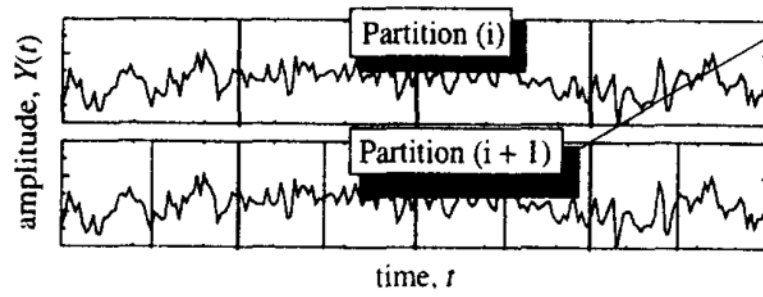 Partition (i)
amplitude, Y(t)
Partition (i + 1)
time, t